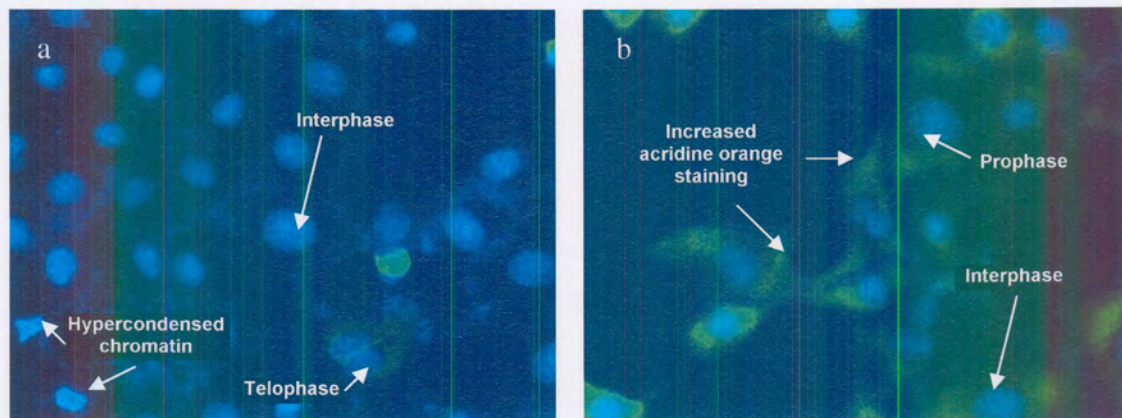 a
Interphase
Hypercondensed
chromatin
Telophase
b
Increased
acridine orange
staining
Prophase
Interphase